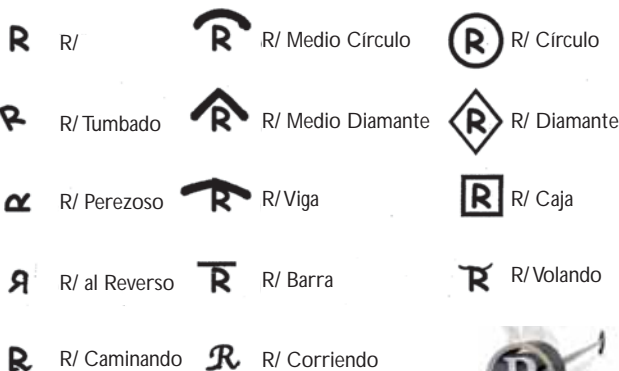 R R/ R R/ Medio Círculo R R/ Círculo
R R/ Tumbado R R/ Medio Diamante R R/ Diamante
R R/ Perezoso R R/ Viga R R/ Caja
R R/ al Reverso R R/ Barra R R/ Volando
R R/ Caminando R R/ Corriendo